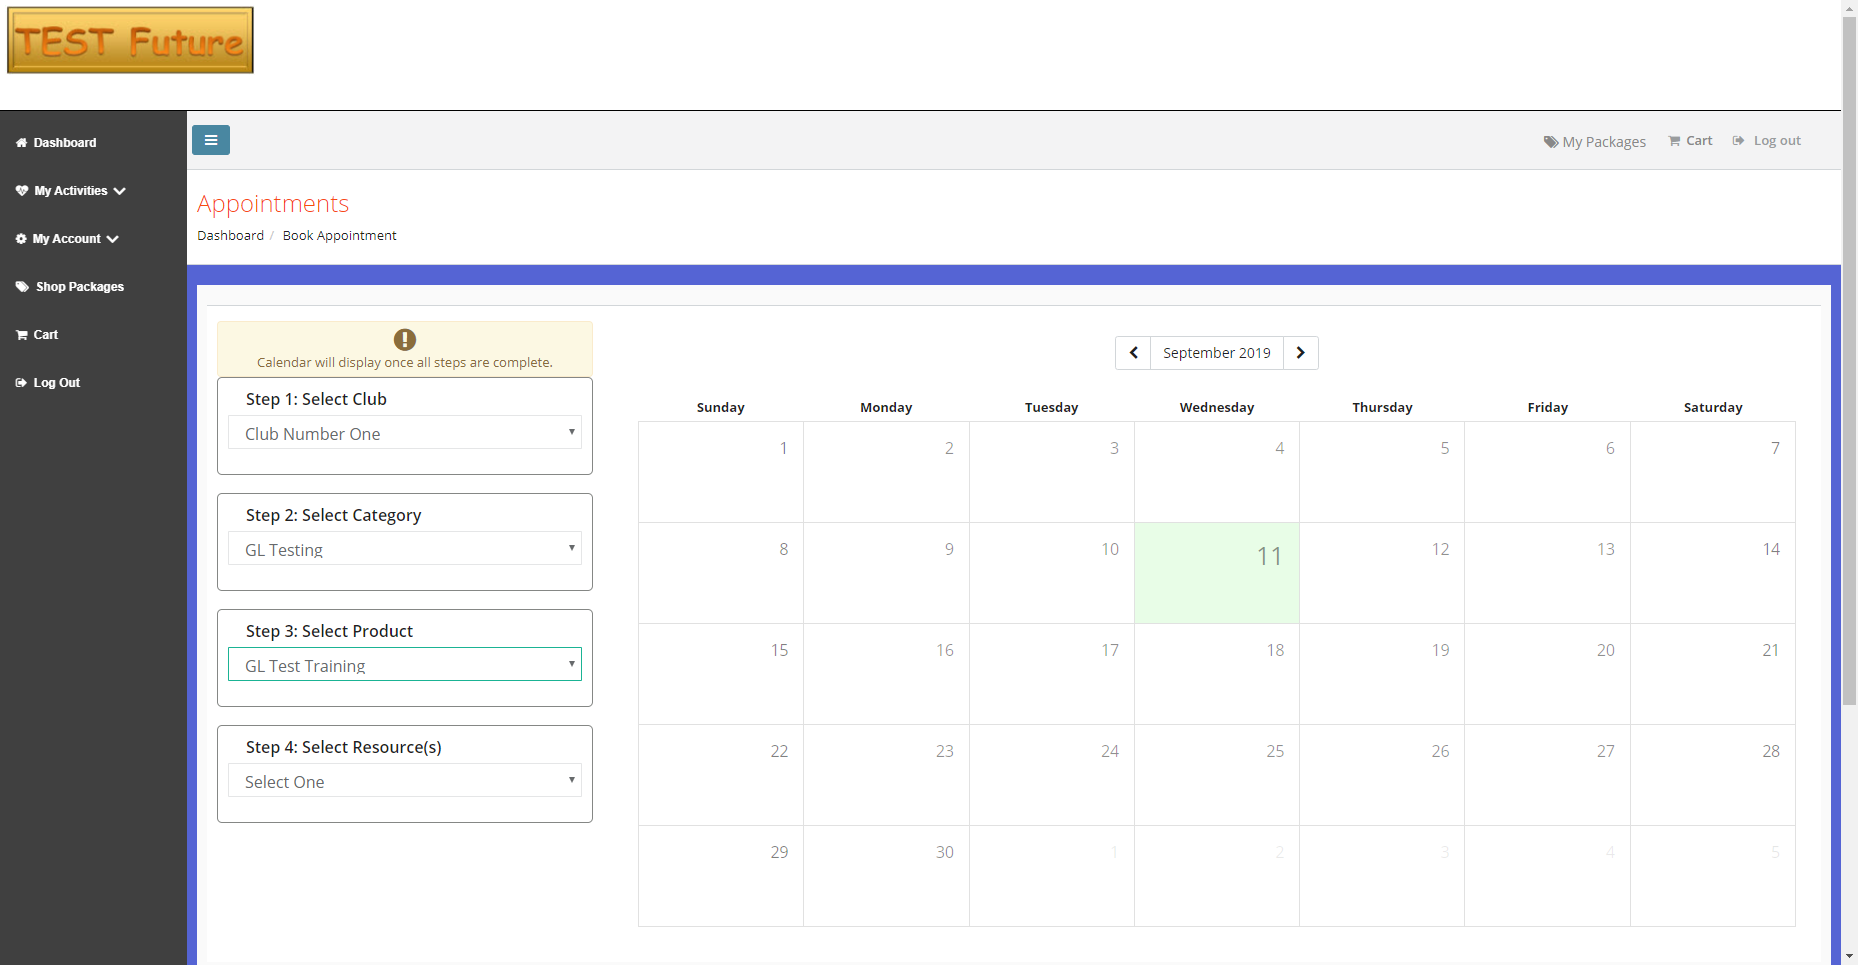 TEST Future
Dashboard
My Activities
My Account
Shop Packages
Cart
Log Out
My Packages Cart Log out
Appointments
Dashboard / Book Appointment
Calendar will display once all steps are complete.
Step 1: Select Club
Club Number One
Step 2: Select Category
GL Testing
Step 3: Select Product
GL Test Training
Step 4: Select Resource(s)
Select One
September 2019
Sunday Monday Tuesday Wednesday Thursday Friday Saturday
1 2 3 4 5 6 7
8 9 10 11 12 13 14
15 16 17 18 19 20 21
22 23 24 25 26 27 28
29 30 1 2 3 4 5